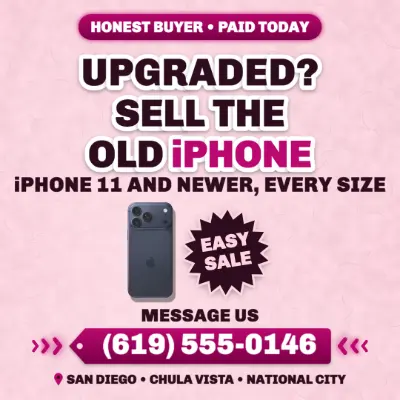 HONEST BUYER • PAID TODAY
UPGRADED?
SELL THE
OLD iPHONE
iPHONE 11 AND NEWER, EVERY SIZE
EASY
SALE
MESSAGE US
(619) 555-0146
SAN DIEGO • CHULA VISTA • NATIONAL CITY